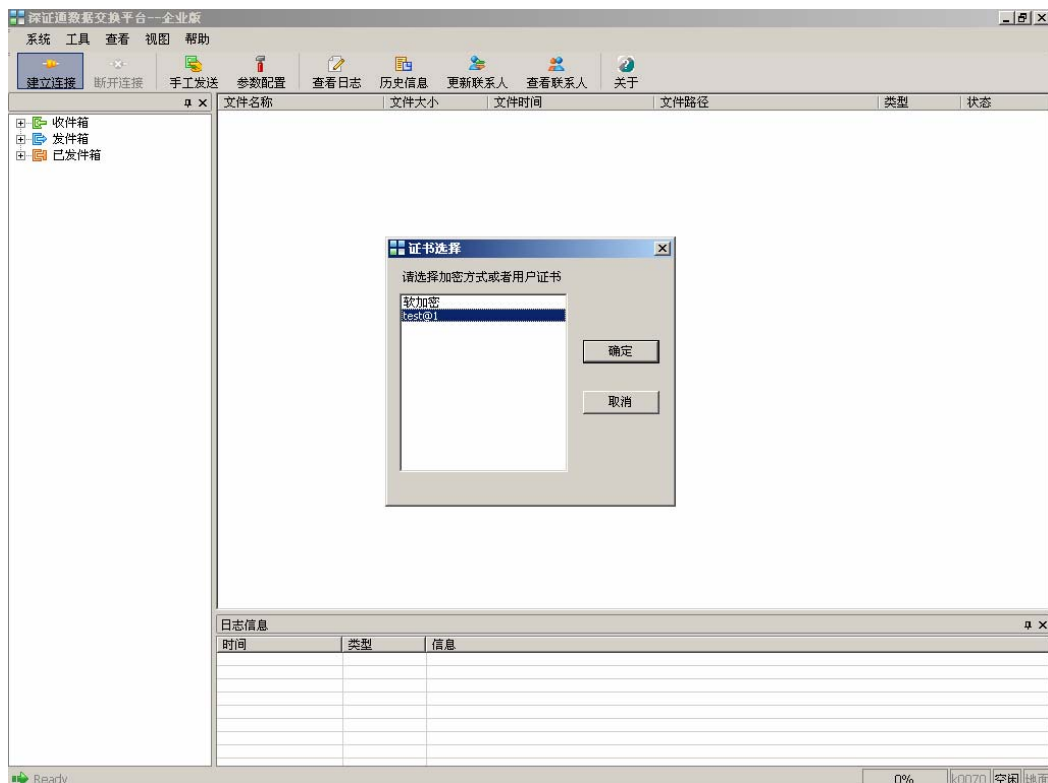 深证通数据交换平台--企业版
系统 工具 查看 视图 帮助
建立连接 断开连接 手工发送 参数配置 查看日志 历史信息 更新联系人 查看联系人 关于
文件名称 文件大小 文件时间 文件路径 类型 状态
收件箱
发件箱
已发件箱
证书选择
请选择加密方式或者用户证书
软加密
test@1
确定
取消
日志信息
时间 类型 信息
Ready 0% k0070 空闲 地面